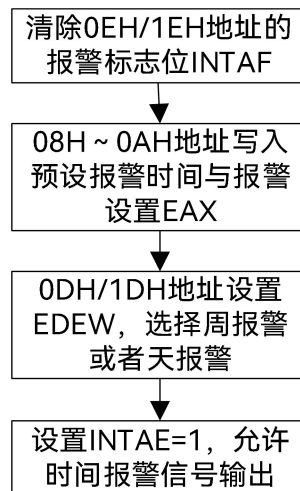 清除0EH/1EH地址的
报警标志位INTAF
08H～0AH地址写入
预设报警时间与报警
设置EAX
0DH/1DH地址设置
EDEW，选择周报警
或者天报警
设置INTAE=1，允许
时间报警信号输出